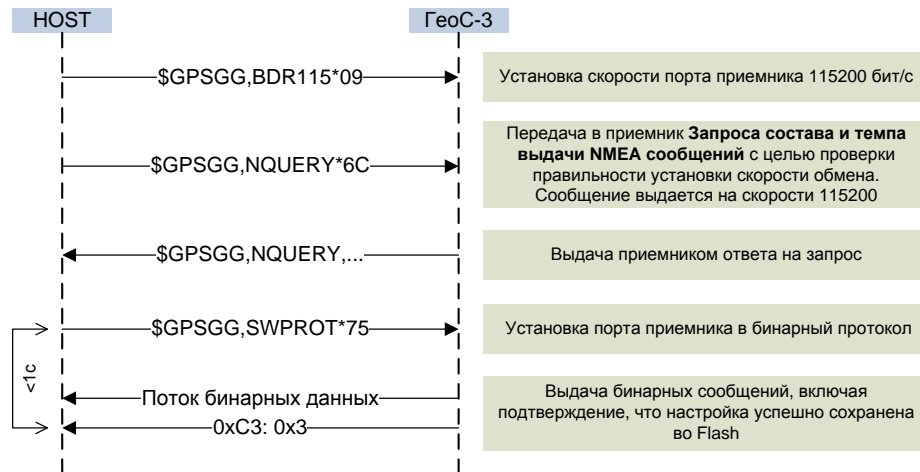 HOST
ГеоС-3
$GPSGG,BDR115*09
Установка скорости порта приемника 115200 бит/с
$GPSGG,NQUERY*6C
Передача в приемник Запроса состава и темпа
выдачи NMEA сообщений с целью проверки
правильности установки скорости обмена.
Сообщение выдается на скорости 115200
$GPSGG,NQUERY,...
Выдача приемником ответа на запрос
$GPSGG,SWPROT*75
Установка порта приемника в бинарный протокол
<1c
Поток бинарных данных
0xC3: 0x3
Выдача бинарных сообщений, включая
подтверждение, что настройка успешно сохранена
во Flash